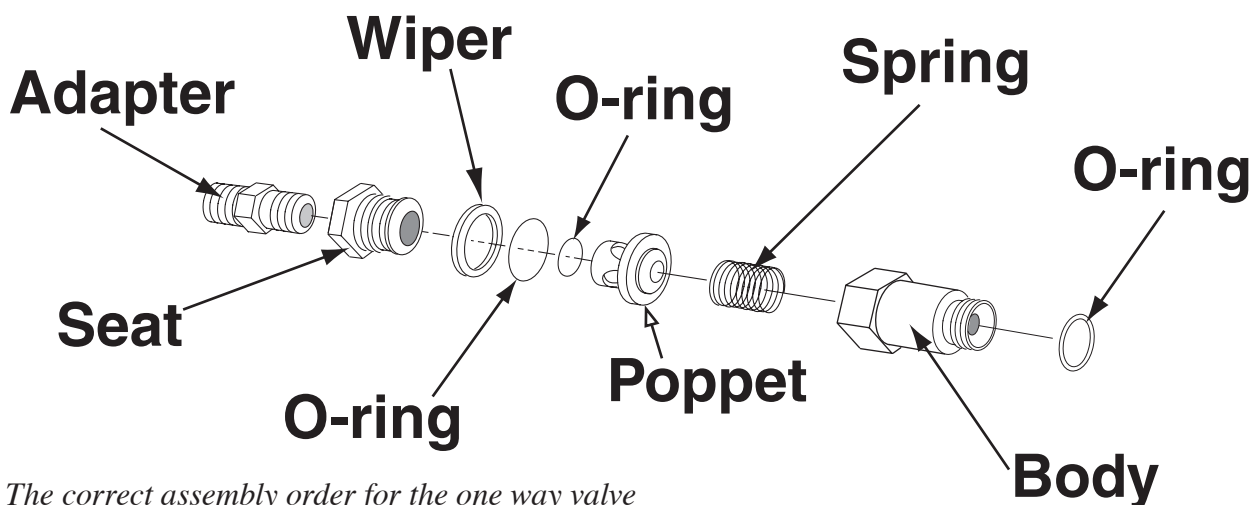 Wiper
Spring
Adapter
O-ring
O-ring
Seat
Poppet
O-ring
Body
The correct assembly order for the one way valve